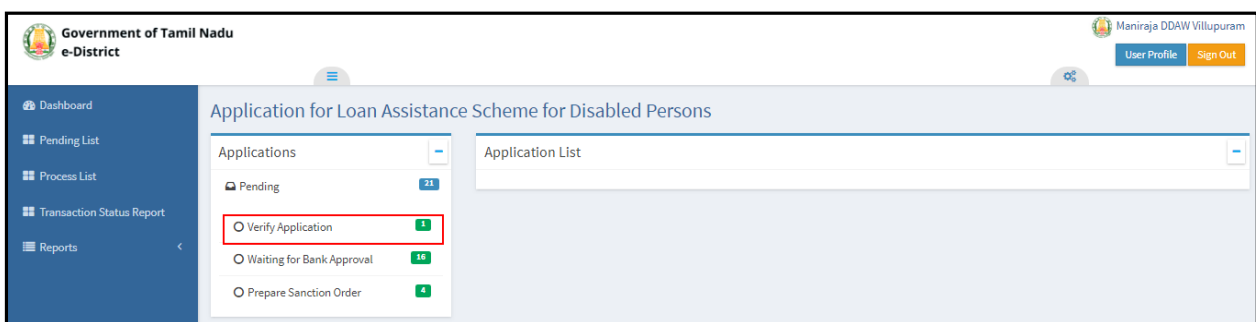 Government of Tamil Nadu
e-District
Maniraja DDAW Villupuram
User Profile
Sign Out
Dashboard
Pending List
Process List
Transaction Status Report
Reports
Application for Loan Assistance Scheme for Disabled Persons
Applications
Pending 21
Verify Application 1
Waiting for Bank Approval 16
Prepare Sanction Order 4
Application List